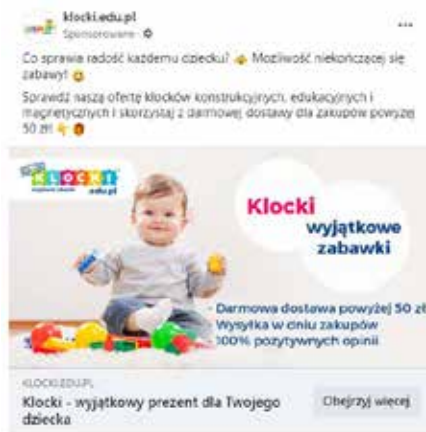 klocki.edu.pl
Sponsorowane
Co sprawia radość każdemu dziecku? Możliwość niekończącej się
zabawy!
Sprawdź naszą ofertę klocków konstrukcyjnych, edukacyjnych i
magnetycznych i skorzystaj z darmowej dostawy dla zakupów powyżej
50 zł!
KLOCKI
edu.pl
Klocki
wyjątkowe
zabawki
- Darmowa dostawa powyżej 50 zł
- Wysyłka w dniu zakupów
- 100% pozytywnych opinii
KLOCKI.EDU.PL
Klocki - wyjątkowy prezent dla Twojego
dziecka
Obejrzyj więcej